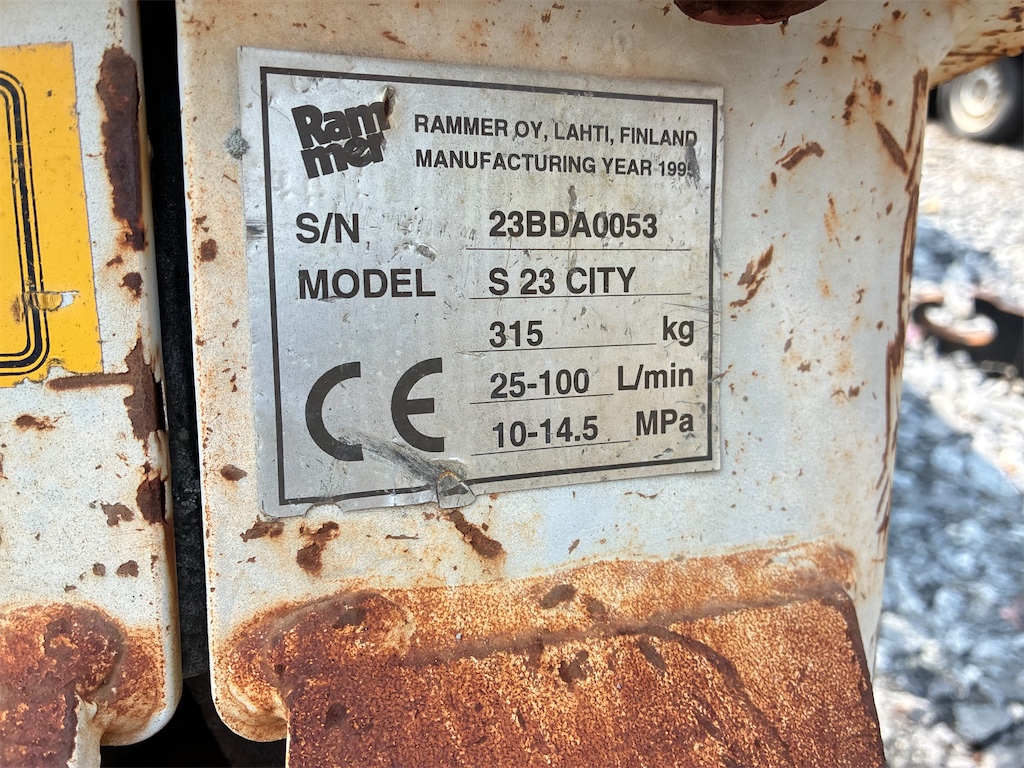 Ram
mer
RAMMER OY, LAHTI, FINLAND
MANUFACTURING YEAR 1995
S/N 23BDA0053
MODEL S 23 CITY
315 kg
25-100 L/min
10-14.5 MPa
CE